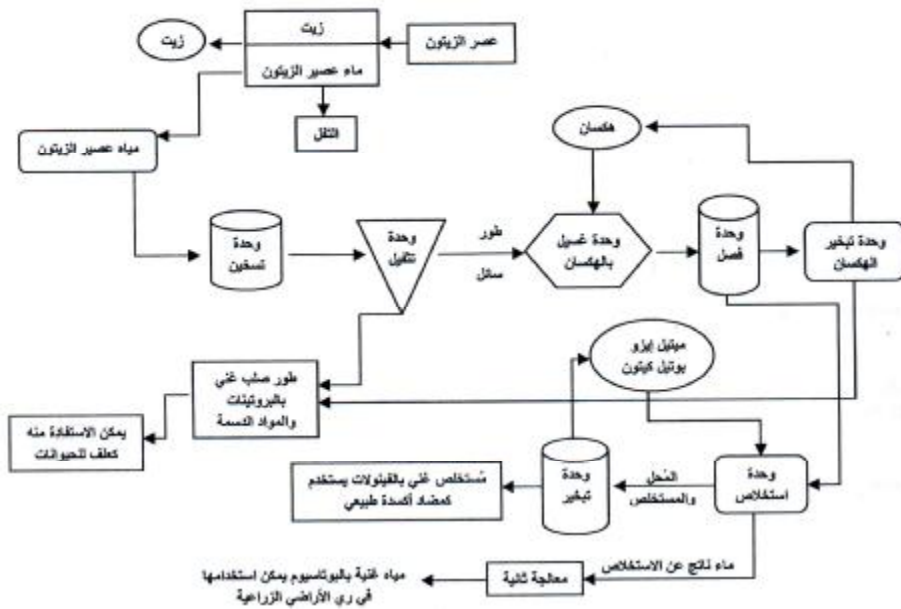 عصر الزيتون
زيت
ماء عصير الزيتون
زيت
الثفل
مياه عصير الزيتون
وحدة
تسخين
وحدة
تثفيل
طور
سائل
هكسان
وحدة غسيل
بالهكسان
وحدة
فصل
وحدة تبخير
الهكسان
طور صلب غني
بالبروتينات
والمواد الدسمة
يمكن الاستفادة منه
كعلف للحيوانات
ميتيل إيزو
بوتيل كيتون
وحدة
استخلاص
المُحل
والمستخلص
وحدة
تبخير
مُستخلص غني بالفينولات يستخدم
كمضاد أكسدة طبيعي
ماء ناتج عن الاستخلاص
معالجة ثانية
مياه غنية بالبوتاسيوم يمكن استخدامها
في ري الأراضي الزراعية